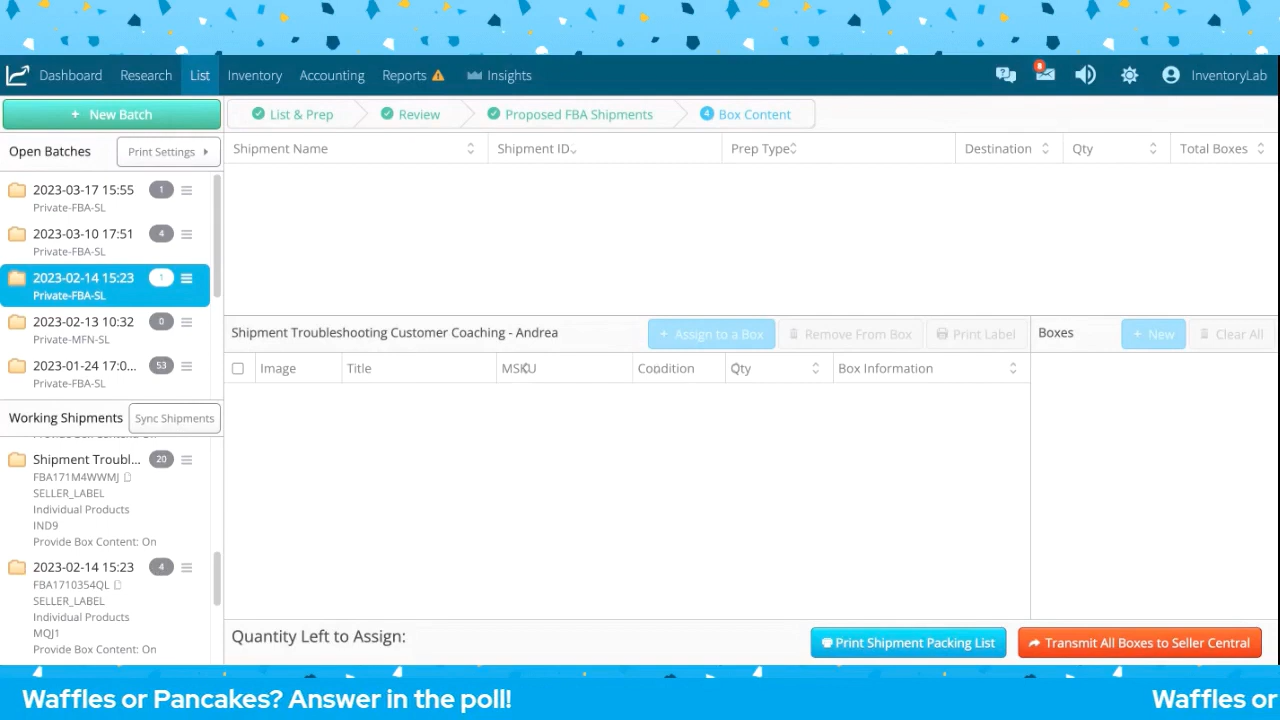 Dashboard
Research
List
Inventory
Accounting
Reports
Insights
8
InventoryLab
+ New Batch
List & Prep
Review
Proposed FBA Shipments
4 Box Content
Open Batches
Print Settings
Shipment Name
Shipment ID
Prep Type
Destination
Qty
Total Boxes
2023-03-17 15:55
1
Private-FBA-SL
2023-03-10 17:51
4
Private-FBA-SL
2023-02-14 15:23
1
Private-FBA-SL
2023-02-13 10:32
0
Private-MFN-SL
2023-01-24 17:0...
53
Private-FBA-SL
Shipment Troubleshooting Customer Coaching - Andrea
+ Assign to a Box
Remove From Box
Print Label
Boxes
+ New
Clear All
Image
Title
MSKU
Condition
Qty
Box Information
Working Shipments
Sync Shipments
Provide Box Content: On
Shipment Troubl...
20
FBA171M4WWMJ
SELLER_LABEL
Individual Products
IND9
Provide Box Content: On
2023-02-14 15:23
4
FBA1710354QL
SELLER_LABEL
Individual Products
MQJ1
Provide Box Content: On
Quantity Left to Assign:
Print Shipment Packing List
Transmit All Boxes to Seller Central
Waffles or Pancakes? Answer in the poll!
Waffles or